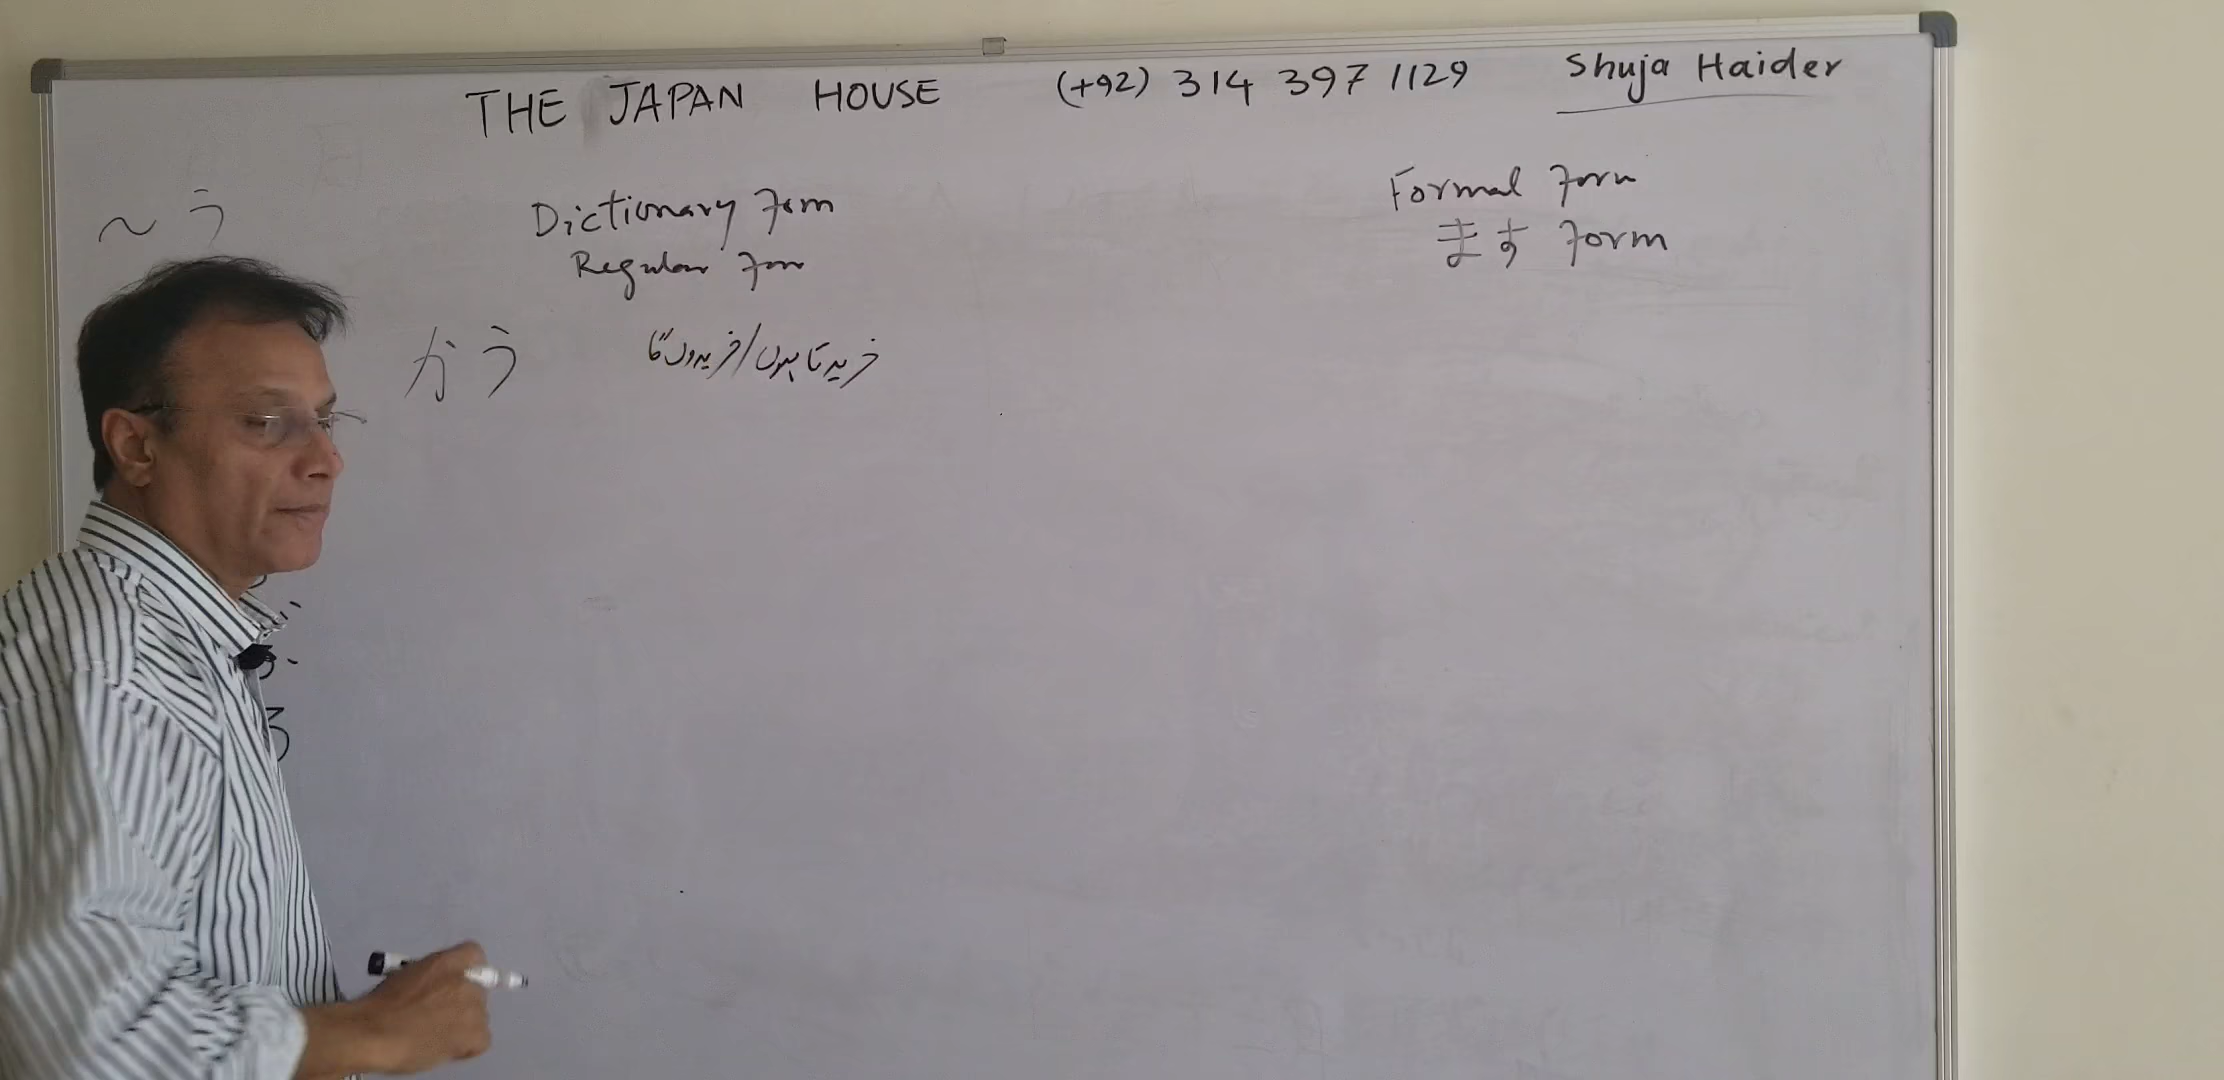 THE JAPAN HOUSE (+92) 314 397 1129 Shuja Haider
~う
Dictionary form
Regular form
Formal form
ます form
かう خریدتا ہوں/خریدوں گا
る